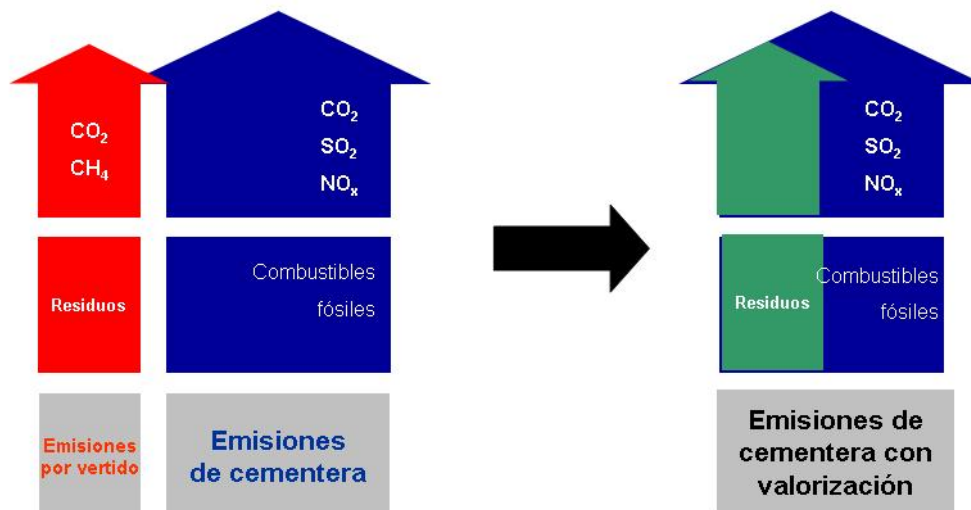 CO₂
CH₄
CO₂
SO₂
NOₓ
CO₂
SO₂
NOₓ
Residuos
Combustibles
fósiles
Residuos
Combustibles
fósiles
Emisiones
por vertido
Emisiones
de cementera
Emisiones de
cementera con
valorización